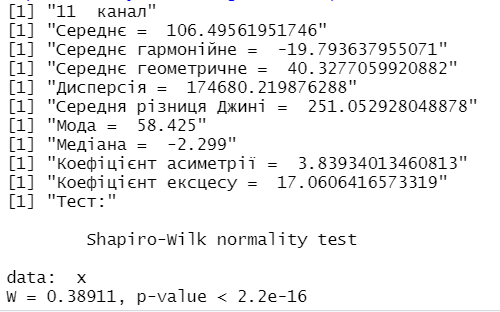 [1] "11  канал"
[1] "Середнє =  106.49561951746"
[1] "Середнє гармонійне =  -19.793637955071"
[1] "Середнє геометричне =  40.3277059920882"
[1] "Дисперсія =  174680.219876288"
[1] "Середня різниця Джині =  251.052928048878"
[1] "Мода =  58.425"
[1] "Медіана =  -2.299"
[1] "Коефіцієнт асиметрії =  3.83934013460813"
[1] "Коефіцієнт ексцесу =  17.0606416573319"
[1] "Тест:"
Shapiro-Wilk normality test
data:  x
W = 0.38911, p-value < 2.2e-16